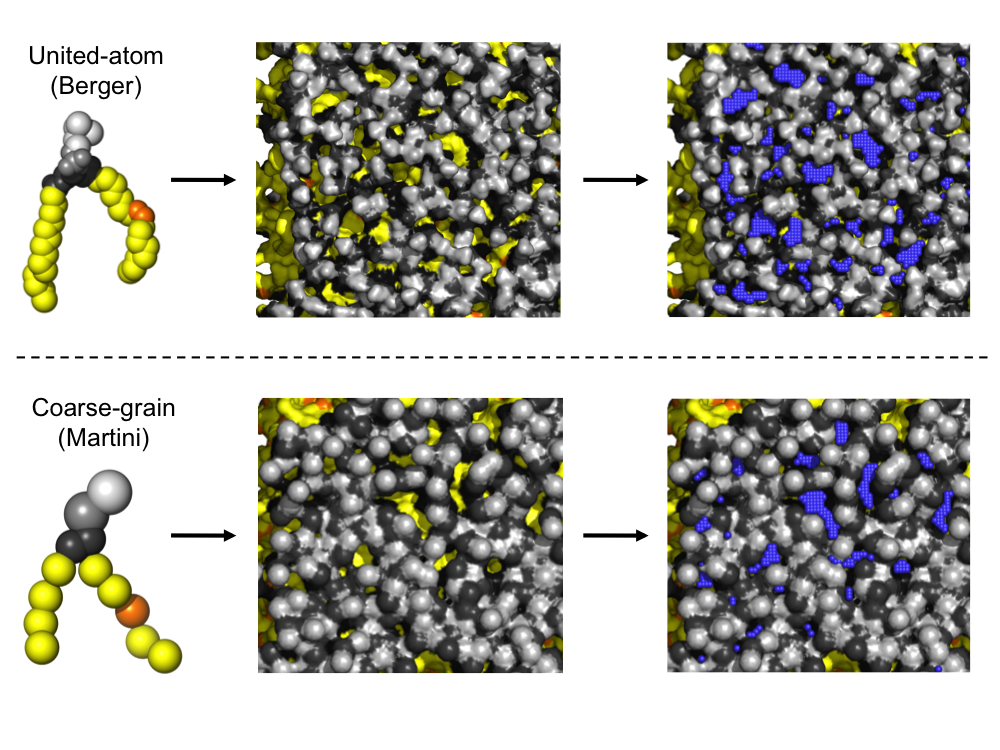 United-atom
(Berger)
Coarse-grain
(Martini)